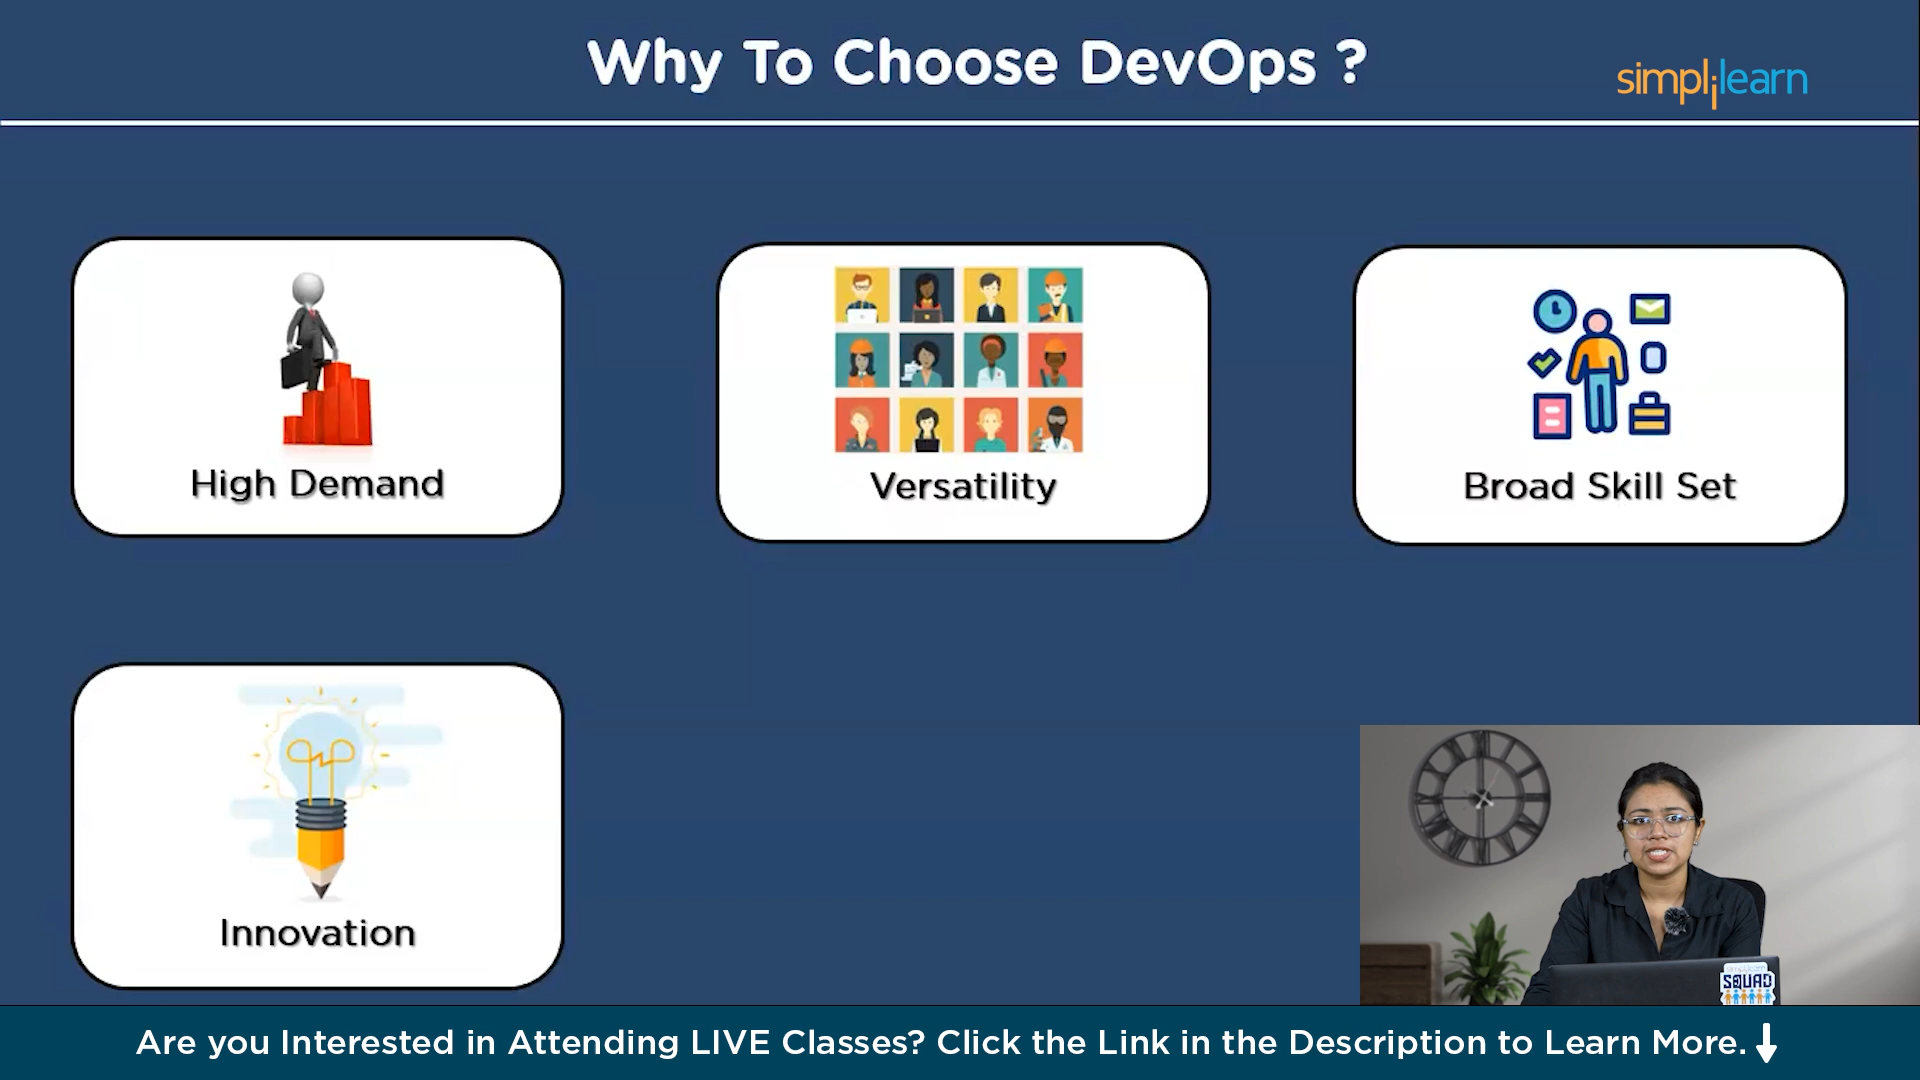 Why To Choose DevOps ?
simplilearn
High Demand
Versatility
Broad Skill Set
Innovation
SQUAD
Are you Interested in Attending LIVE Classes? Click the Link in the Description to Learn More.